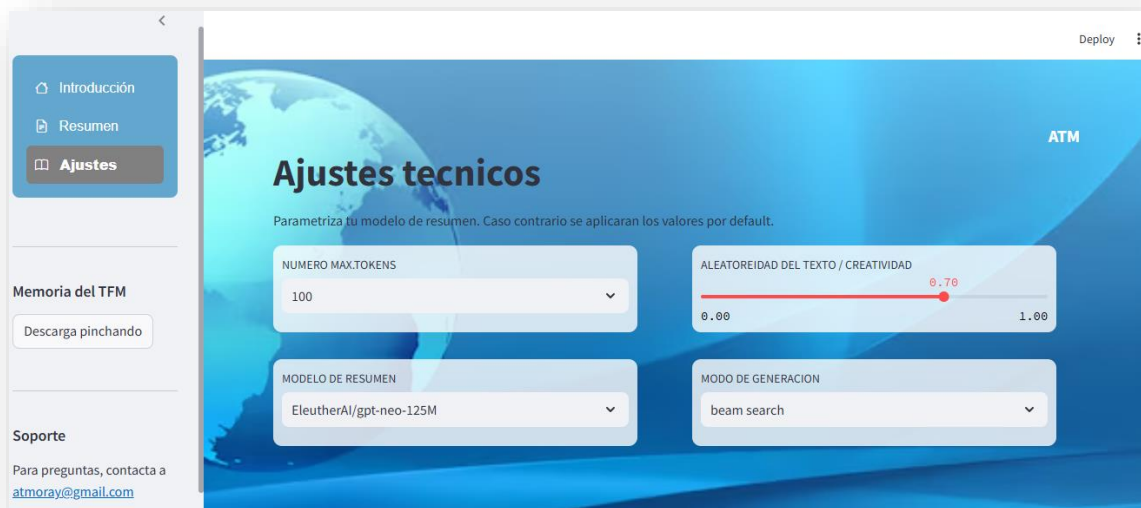 Deploy
Introducción
Resumen
Ajustes
ATM
Ajustes tecnicos
Parametriza tu modelo de resumen. Caso contrario se aplicaran los valores por default.
NUMERO MAX.TOKENS
100
ALEATOREIDAD DEL TEXTO / CREATIVIDAD
0.70
0.00 1.00
MODELO DE RESUMEN
EleutherAI/gpt-neo-125M
MODO DE GENERACION
beam search
Memoria del TFM
Descarga pinchando
Soporte
Para preguntas, contacta a
atmoray@gmail.com